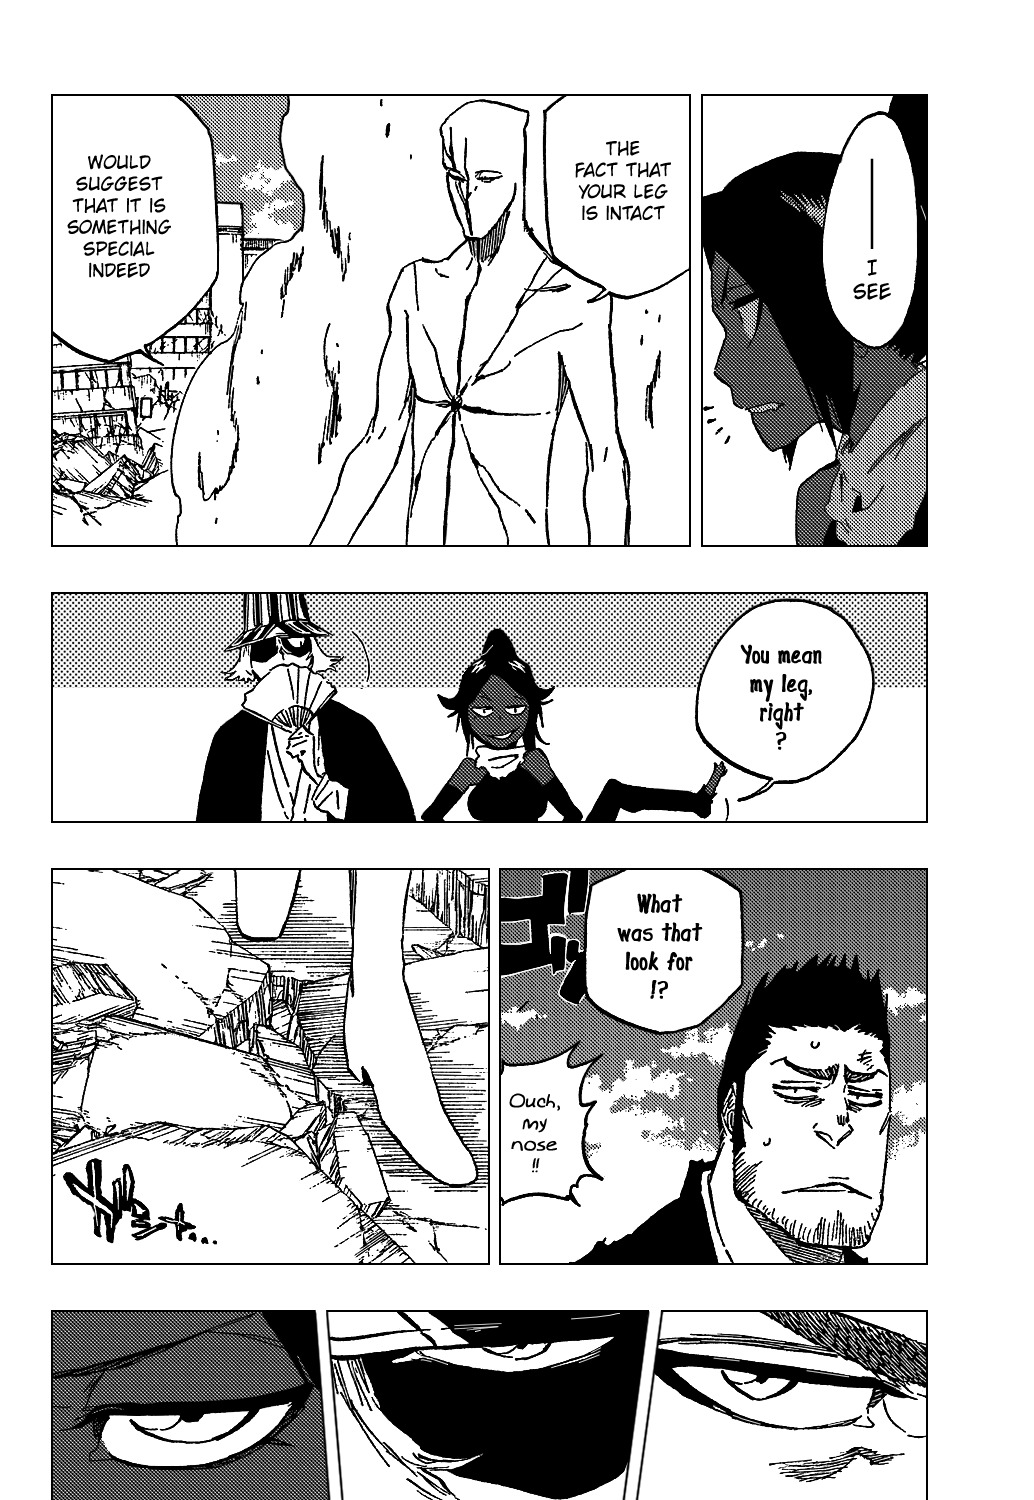 I
SEE
THE
FACT THAT
YOUR LEG
IS INTACT
WOULD
SUGGEST
THAT IT IS
SOMETHING
SPECIAL
INDEED
You mean
my leg,
right
?
What
was that
look for
!?
Ouch,
my
nose
!!